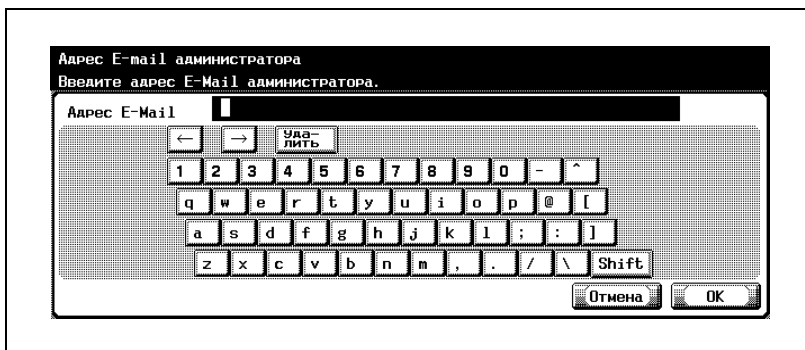 Адрес E-mail администратора
Введите адрес E-Mail администратора.
Адрес E-Mail
← → Уда-
лить
1 2 3 4 5 6 7 8 9 0 - ^
q w e r t y u i o p @ [
a s d f g h j k l ; : ]
z x c v b n m , . / \ Shift
Отмена OK